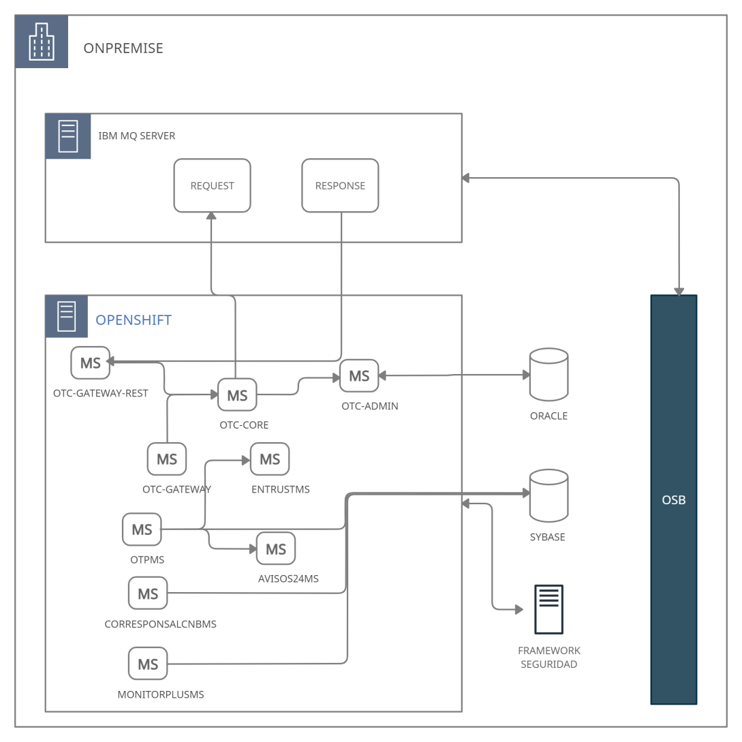 ONPREMISE
IBM MQ SERVER
REQUEST
RESPONSE
OPENSHIFT
MS
OTC-GATEWAY-REST
MS
OTC-CORE
MS
OTC-ADMIN
ORACLE
MS
OTC-GATEWAY
MS
ENTRUSTMS
MS
OTPMS
MS
AVISOS24MS
SYBASE
OSB
MS
CORRESPONSALCNBMS
MS
MONITORPLUSMS
FRAMEWORK
SEGURIDAD